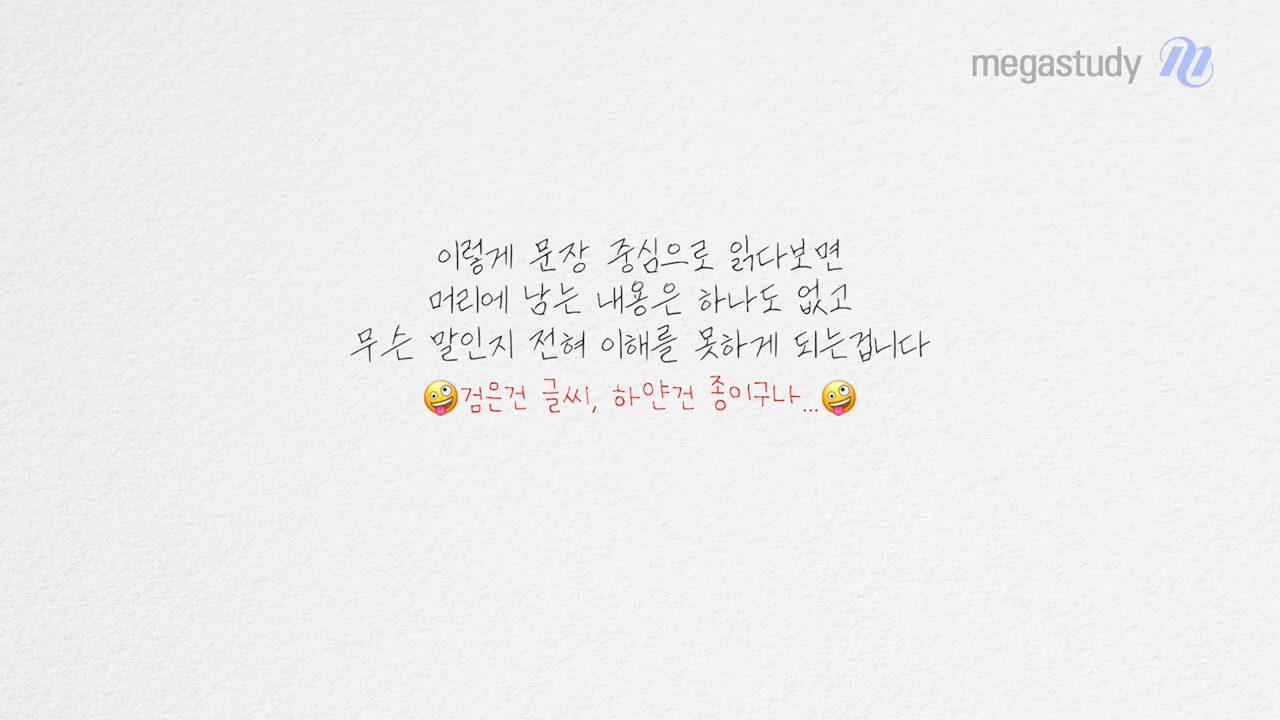 megastudy
이렇게 문장 중심으로 읽다보면
머리에 남는 내용은 하나도 없고
무슨 말인지 전혀 이해를 못하게 되는겁니다
🤪검은건 글씨, 하얀건 종이구나...🤪